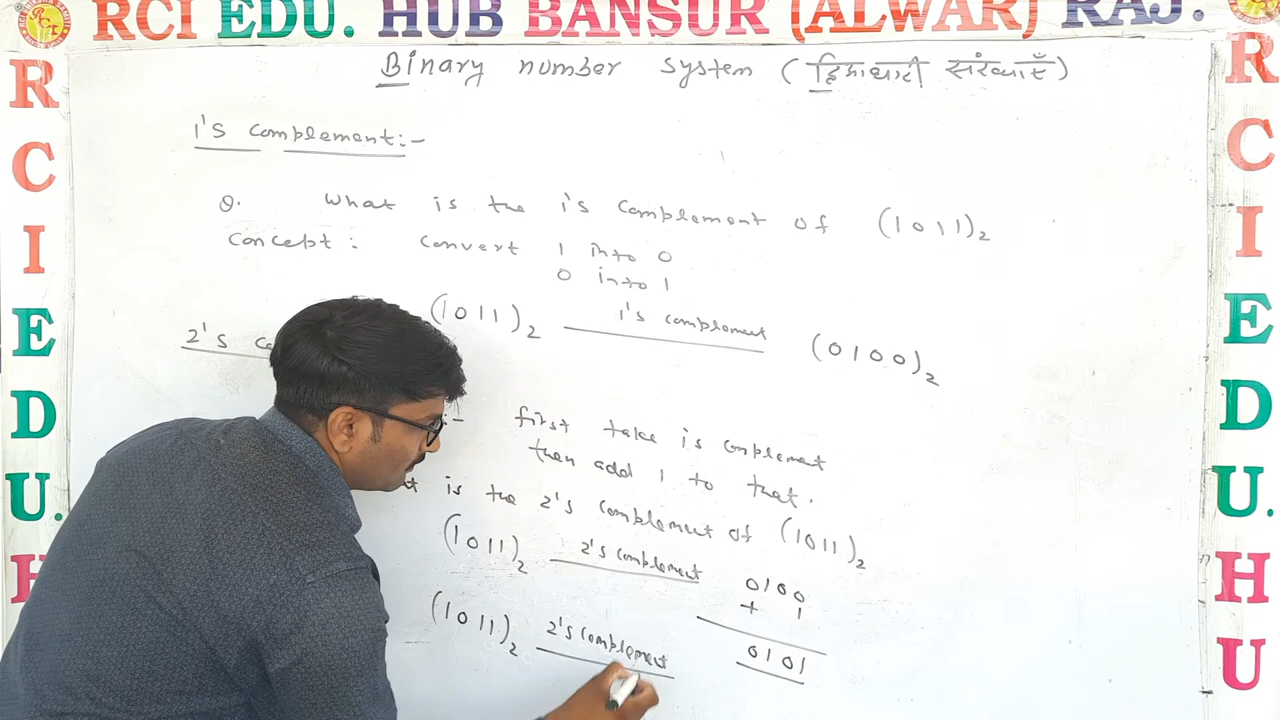 RCI EDU. HUB BANSUR (ALWAR) RAJ.
R
C
I
E
D
U.
H
R
C
I
E
D
U.
H
U
Binary number system (द्विआधारी संख्याएँ)
1's complement:-
Q. What is the 1's complement of (1011)₂
Concept: convert 1 into 0
0 into 1
(1011)₂ 1's complement (0100)₂
2's
:- first take is complement
then add 1 to that.
is the 2's complement of (1011)₂
(1011)₂ 2's complement 0100
+ 1
0101
(1011)₂ 2's complement